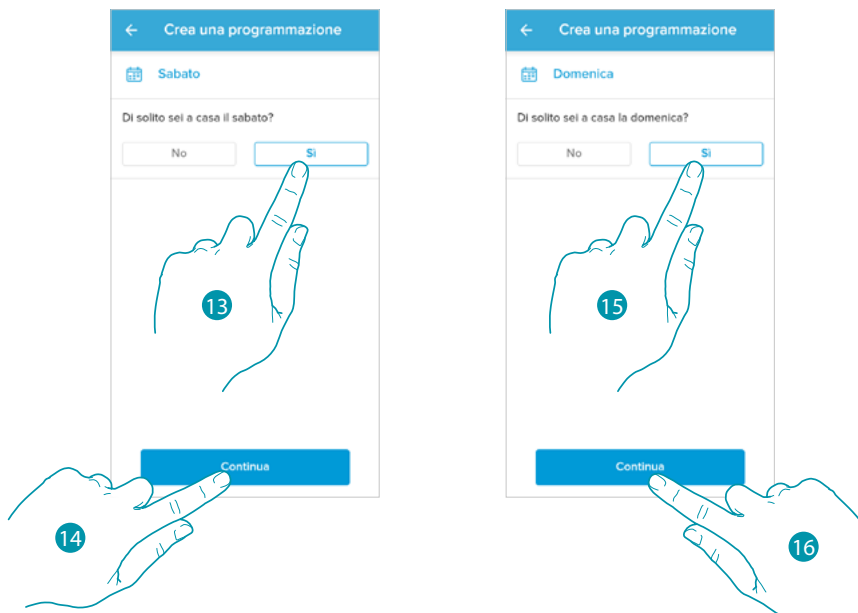 Crea una programmazione
Sabato
Di solito sei a casa il sabato?
No
Sì
13
Continua
14
Crea una programmazione
Domenica
Di solito sei a casa la domenica?
No
Sì
15
Continua
16